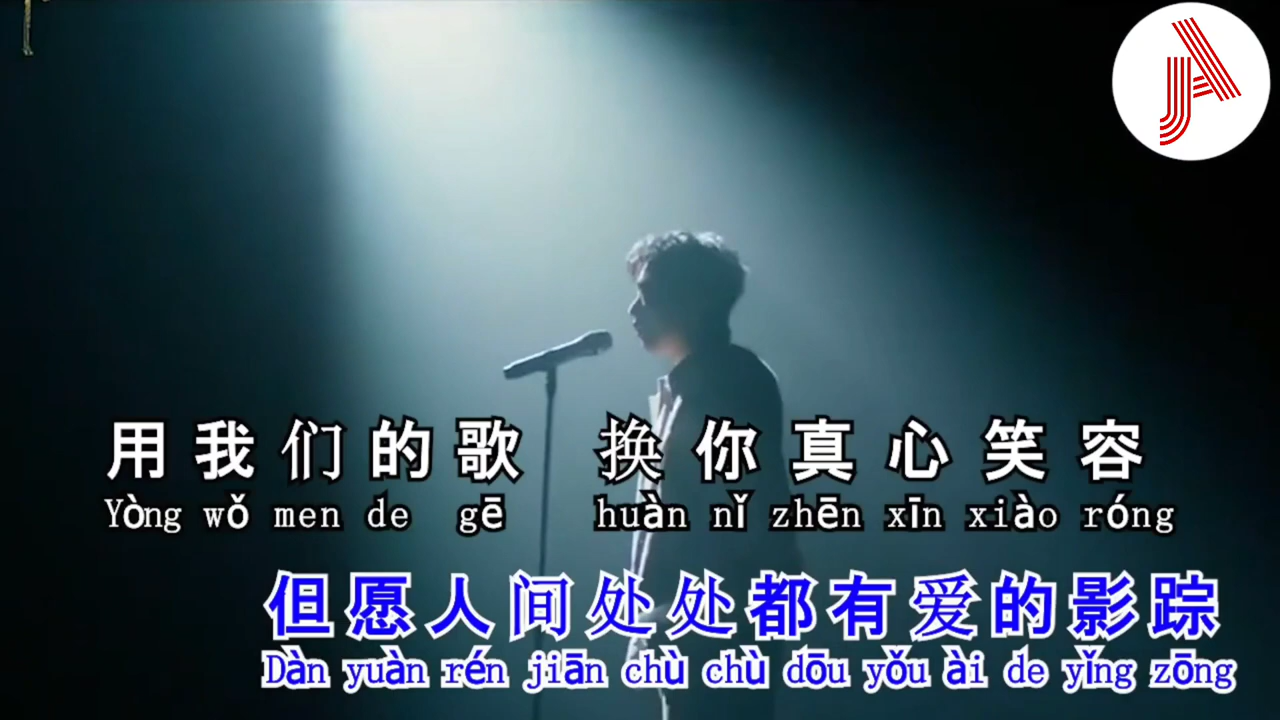 JA
用我们的歌 换你真心笑容
Yòng wǒ men de gē huàn nǐ zhēn xīn xiào róng
但愿人间处处都有爱的影踪
Dàn yuàn rén jiān chù chù dōu yǒu ài de yǐng zōng